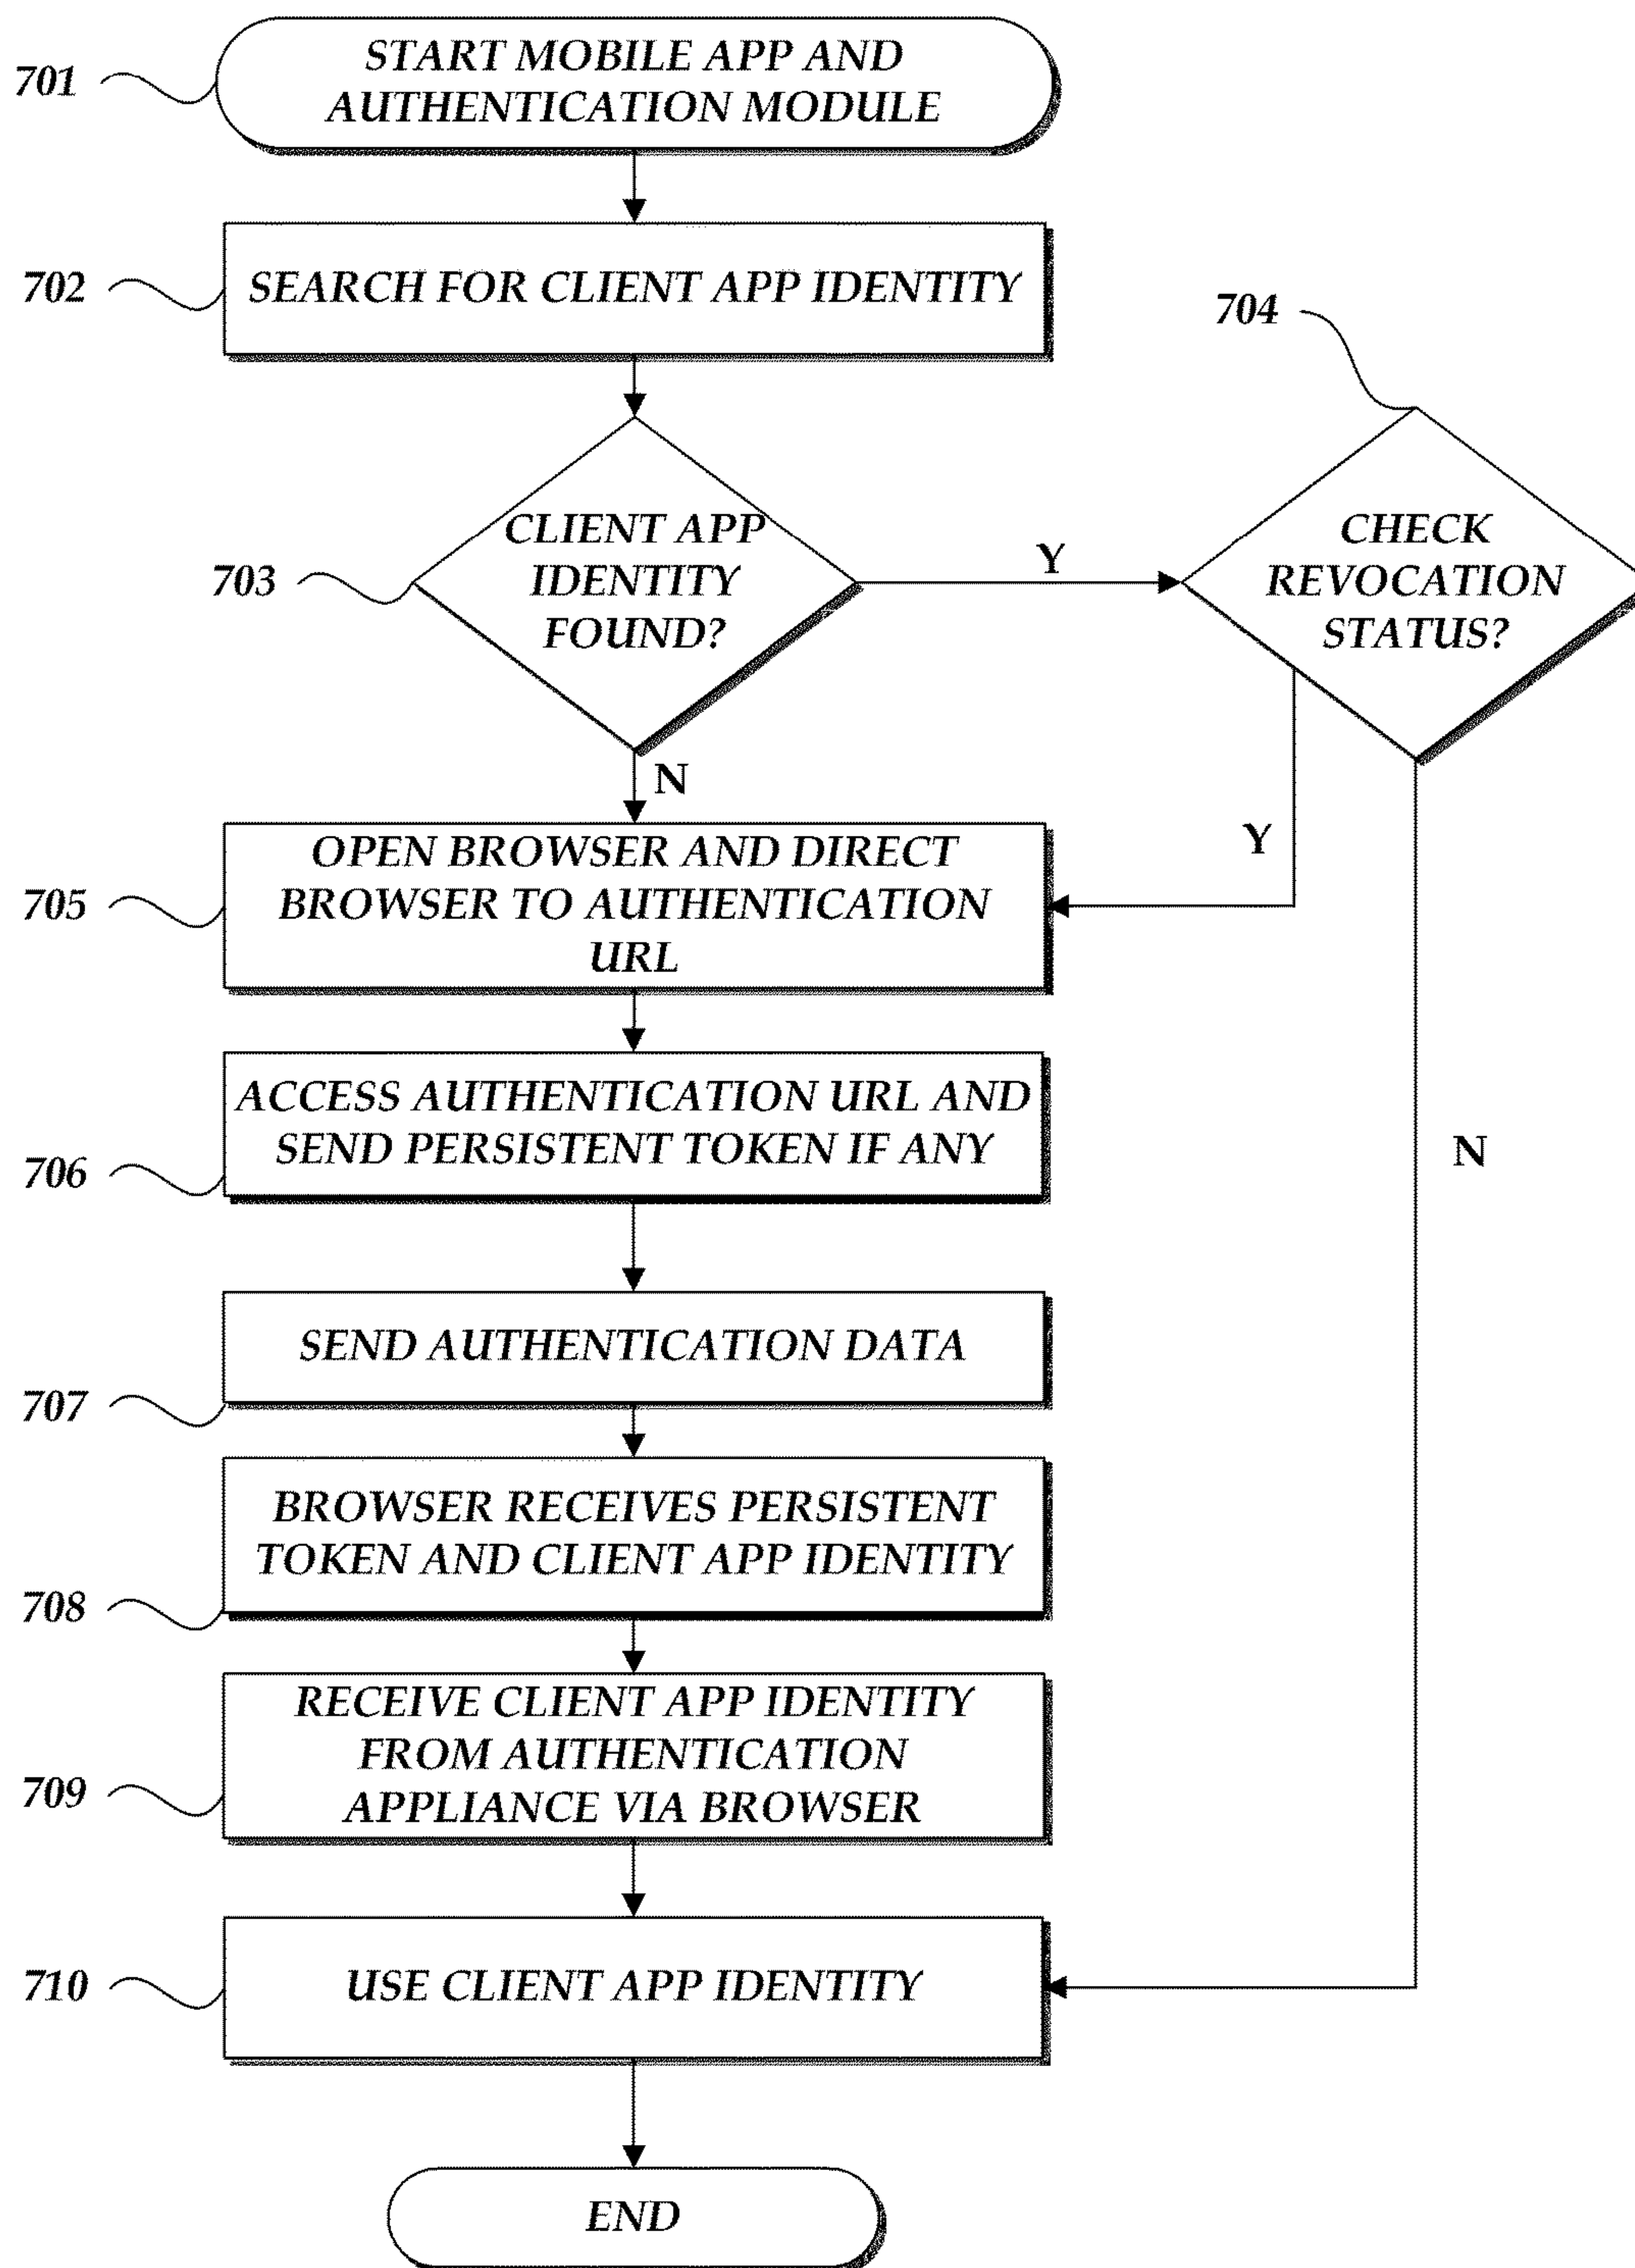 701
START MOBILE APP AND
AUTHENTICATION MODULE
702
SEARCH FOR CLIENT APP IDENTITY
704
703
CLIENT APP
IDENTITY
FOUND?
Y
CHECK
REVOCATION
STATUS?
N
Y
705
OPEN BROWSER AND DIRECT
BROWSER TO AUTHENTICATION
URL
706
ACCESS AUTHENTICATION URL AND
SEND PERSISTENT TOKEN IF ANY
N
707
SEND AUTHENTICATION DATA
708
BROWSER RECEIVES PERSISTENT
TOKEN AND CLIENT APP IDENTITY
709
RECEIVE CLIENT APP IDENTITY
FROM AUTHENTICATION
APPLIANCE VIA BROWSER
710
USE CLIENT APP IDENTITY
END